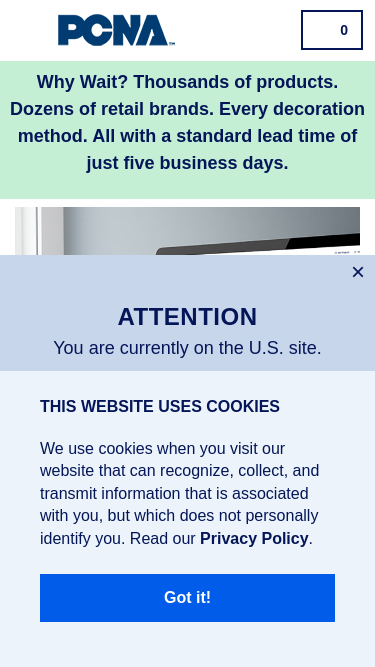 PCNA
0
Why Wait? Thousands of products.
Dozens of retail brands. Every decoration
method. All with a standard lead time of
just five business days.
×
ATTENTION
You are currently on the U.S. site.
THIS WEBSITE USES COOKIES
We use cookies when you visit our
website that can recognize, collect, and
transmit information that is associated
with you, but which does not personally
identify you. Read our Privacy Policy.
Got it!